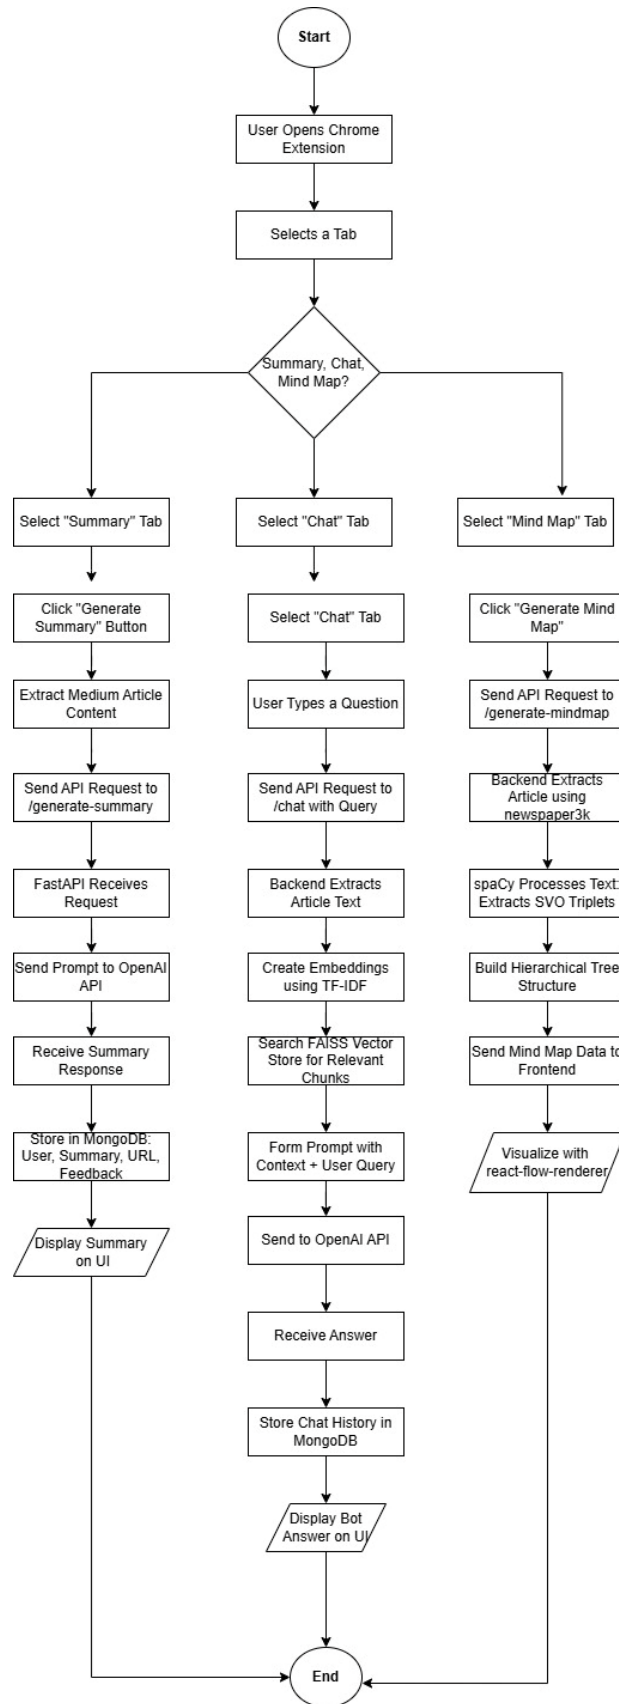 Start
User Opens Chrome
Extension
Selects a Tab
Summary, Chat,
Mind Map?
Select "Summary" Tab
Click "Generate
Summary" Button
Extract Medium Article
Content
Send API Request to
/generate-summary
FastAPI Receives
Request
Send Prompt to OpenAI
API
Receive Summary
Response
Store in MongoDB:
User, Summary, URL,
Feedback
Display Summary
on UI
Select "Chat" Tab
Select "Chat" Tab
User Types a Question
Send API Request to
/chat with Query
Backend Extracts
Article Text
Create Embeddings
using TF-IDF
Search FAISS Vector
Store for Relevant
Chunks
Form Prompt with
Context + User Query
Send to OpenAI API
Receive Answer
Store Chat History in
MongoDB
Display Bot
Answer on UI
Select "Mind Map" Tab
Click "Generate Mind
Map"
Send API Request to
/generate-mindmap
Backend Extracts
Article using
newspaper3k
spaCy Processes Text:
Extracts SVO Triplets
Build Hierarchical Tree
Structure
Send Mind Map Data to
Frontend
Visualize with
react-flow-renderer
End